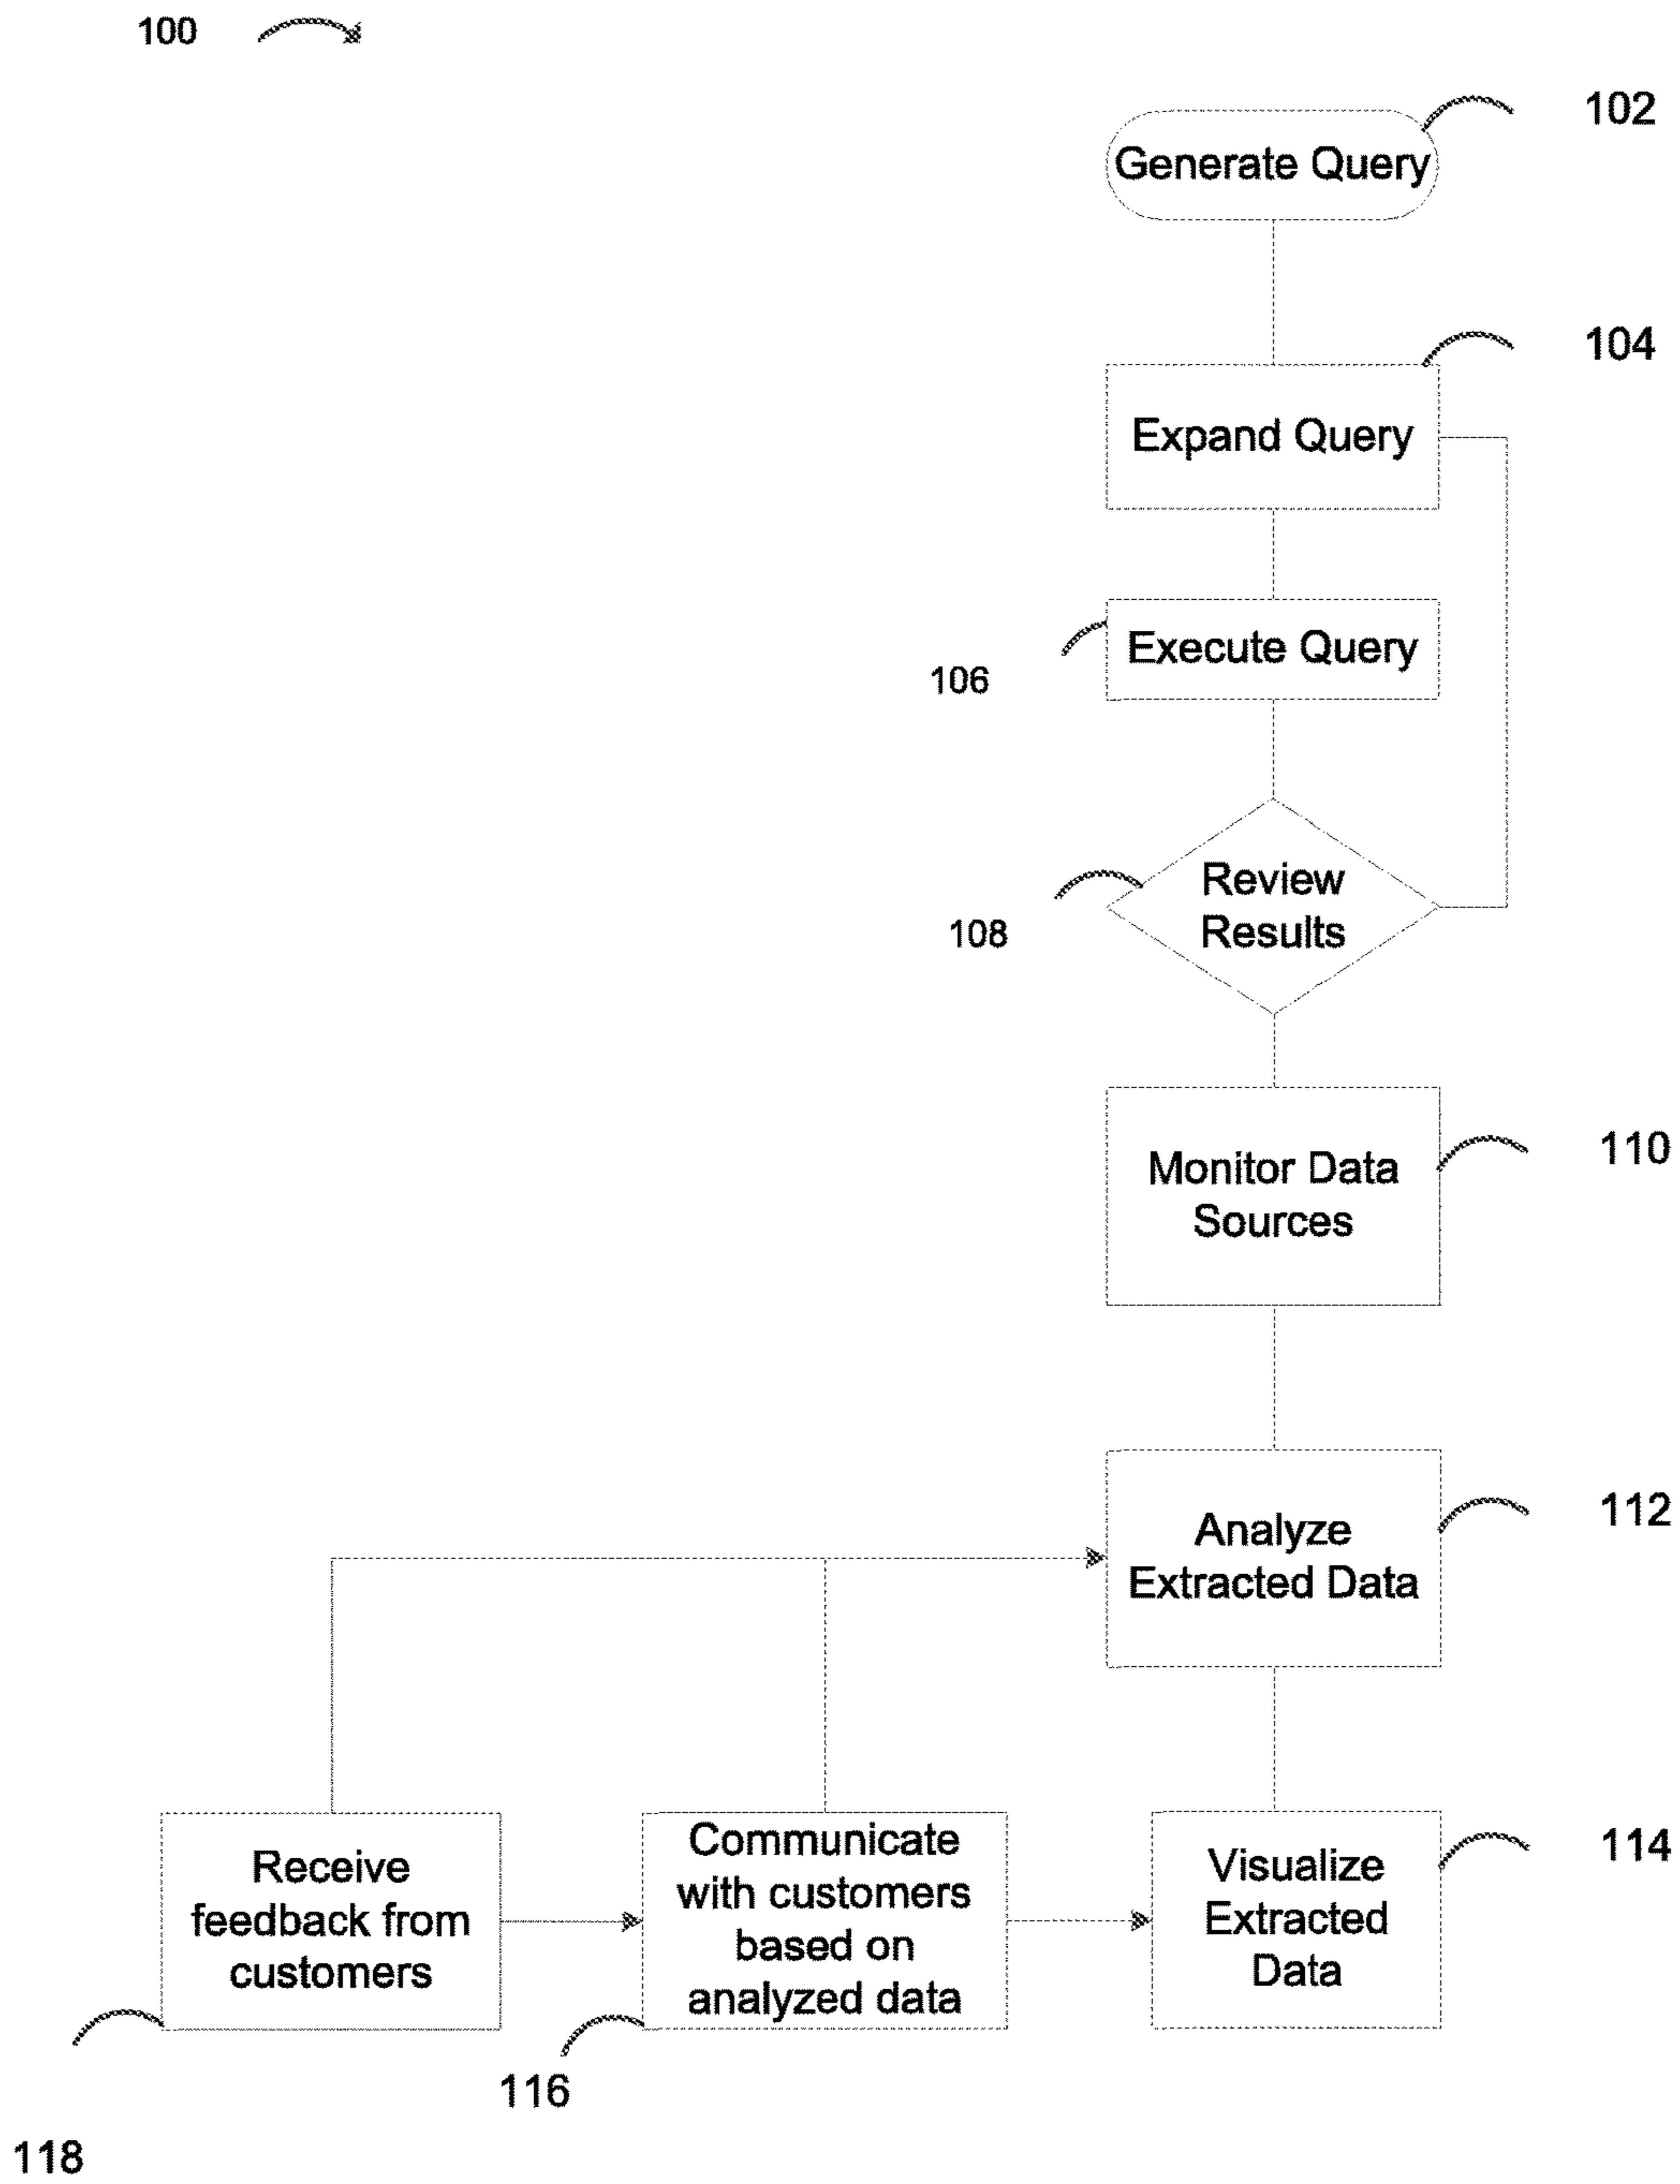 100
102
Generate Query
104
Expand Query
Execute Query
106
Review
Results
108
110
Monitor Data
Sources
112
Analyze
Extracted Data
114
Visualize
Extracted
Data
Communicate
with customers
based on
analyzed data
116
Receive
feedback from
customers
118